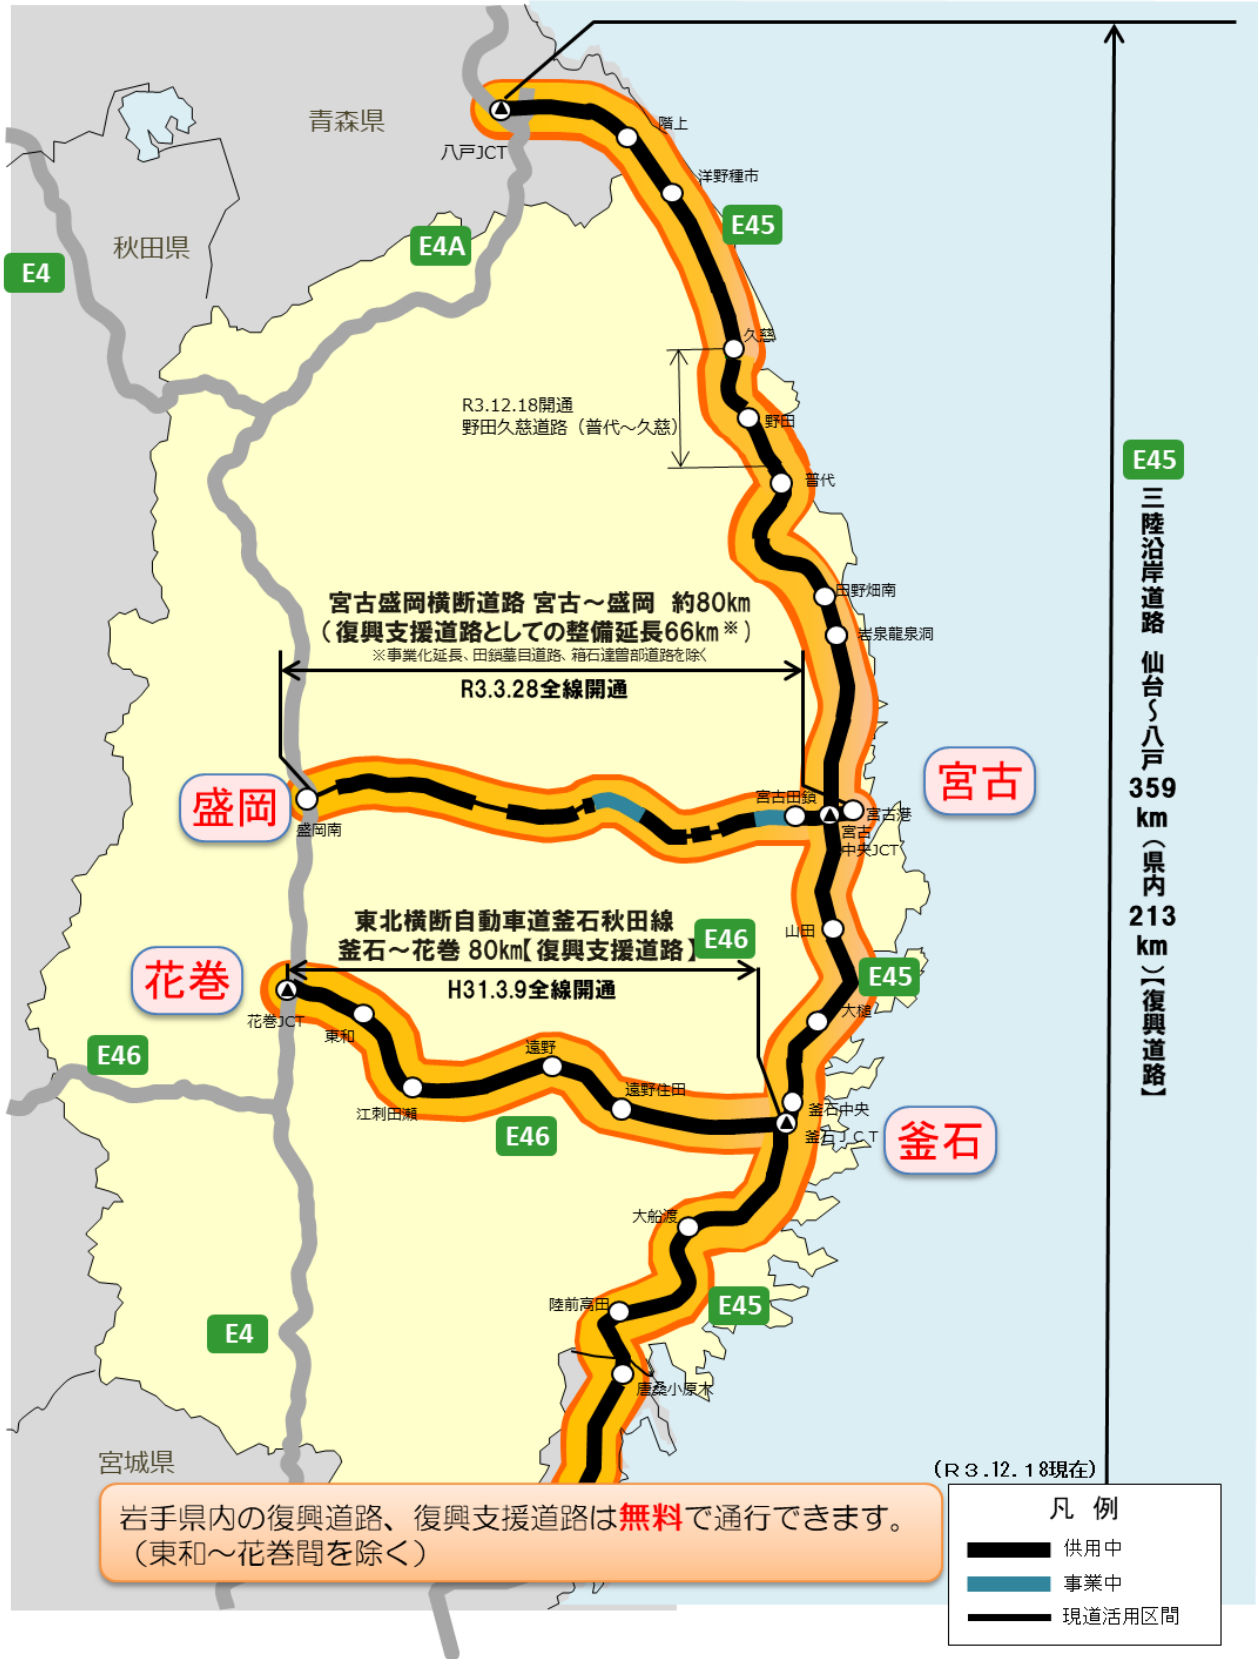 青森県
八戸JCT
階上
洋野種市
E45
秋田県
E4A
E4
久慈
R3.12.18開通
野田久慈道路（普代～久慈）
野田
普代
E45
三陸沿岸道路 仙台～八戸 359km（県内213km）【復興道路】
田野畑南
岩泉龍泉洞
宮古盛岡横断道路 宮古～盛岡 約80km
（復興支援道路としての整備延長66km※）
※事業化延長、田鎖蟇目道路、箱石達曽部道路を除く
R3.3.28全線開通
盛岡
盛岡南
宮古
宮古田鎖
宮古港
宮古
中央JCT
山田
東北横断自動車道釜石秋田線
釜石～花巻 80km【復興支援道路】
E46
H31.3.9全線開通
E45
大槌
花巻
花巻JCT
東和
E46
江刺田瀬
遠野
遠野住田
E46
釜石中央
釜石ＪＣＴ
釜石
大船渡
E45
陸前高田
E4
唐桑小原木
宮城県
（Ｒ３.12.18現在）
岩手県内の復興道路、復興支援道路は無料で通行できます。
（東和～花巻間を除く）
凡 例
供用中
事業中
現道活用区間